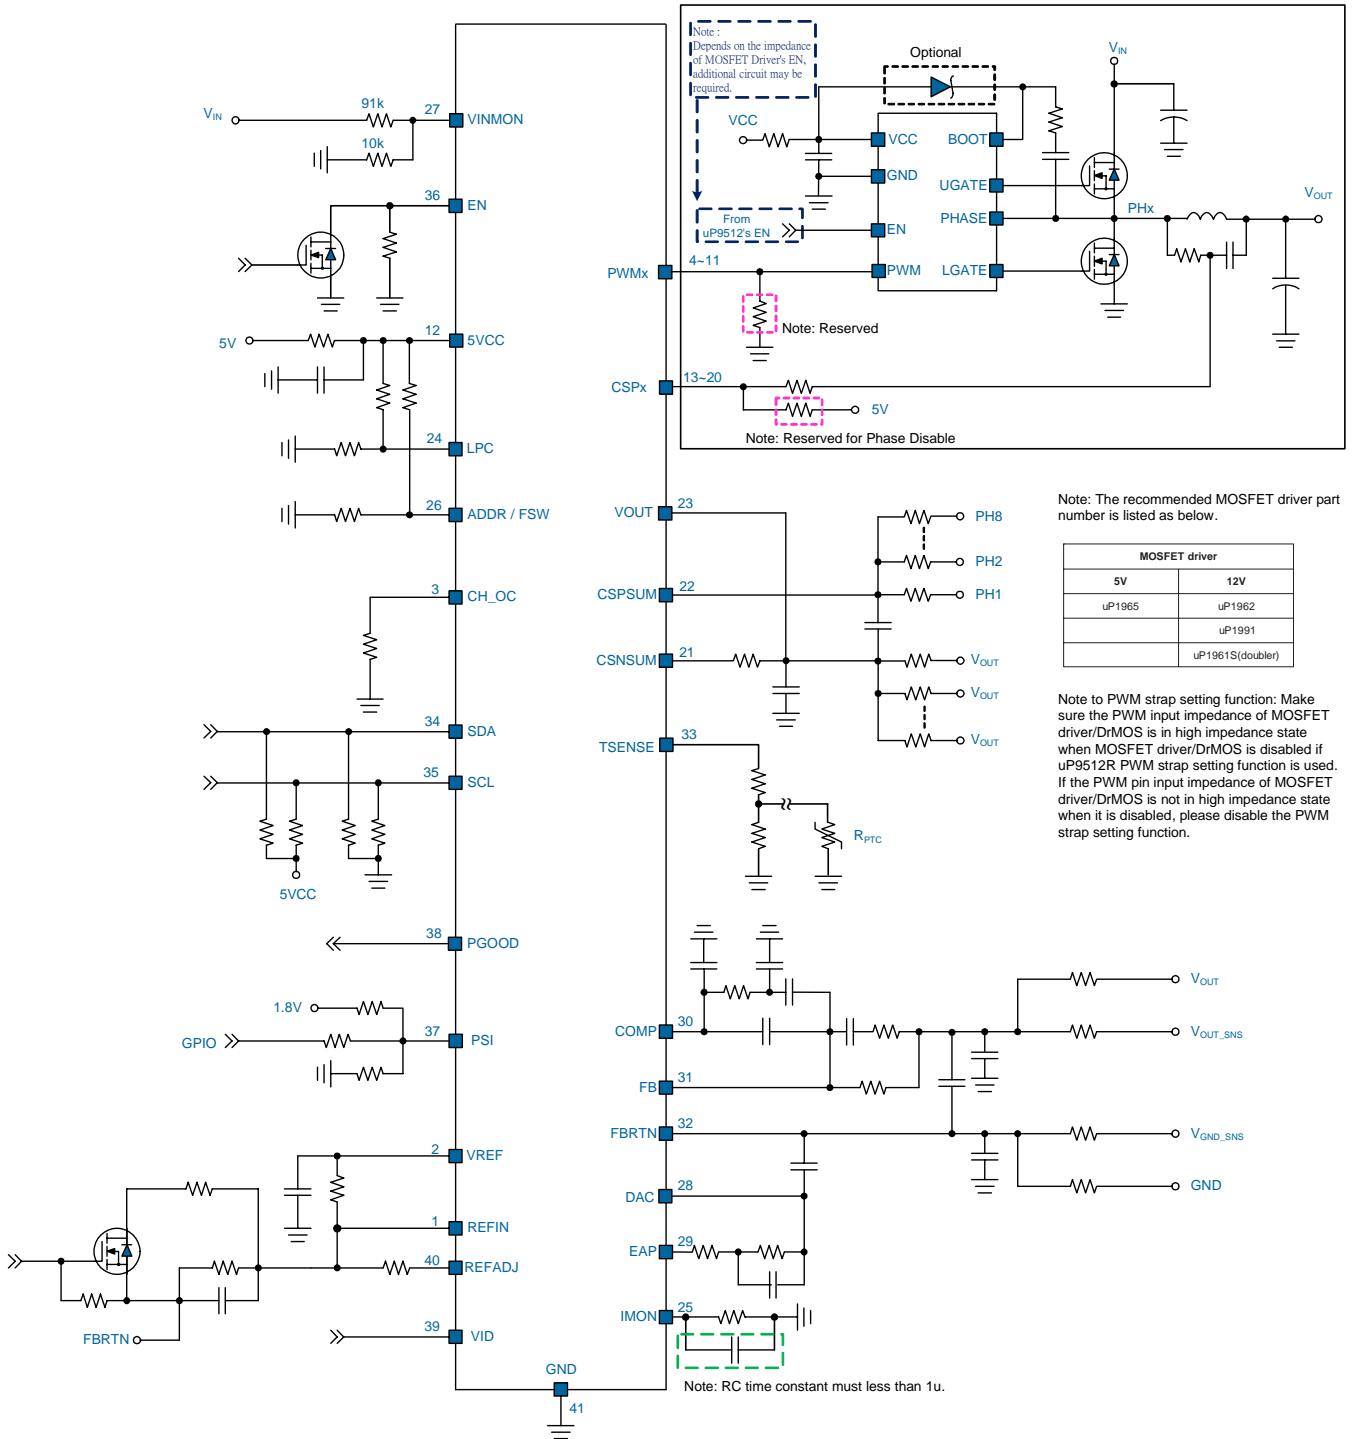 Note :
Depends on the impedance
of MOSFET Driver's EN,
additional circuit may be
required.
Optional
VIN
VCC
VCC
BOOT
GND
UGATE
From
uP9512's EN
EN
PHASE
PHx
VOUT
PWM
LGATE
PWMx
4~11
Note: Reserved
CSPx
13~20
5V
Note: Reserved for Phase Disable
VIN
91k
27
VINMON
10k
36
EN
5V
12
5VCC
24
LPC
26
ADDR / FSW
3
CH_OC
34
SDA
35
SCL
5VCC
38
PGOOD
1.8V
GPIO
37
PSI
2
VREF
1
REFIN
40
REFADJ
FBRTN
39
VID
GND
41
VOUT
23
PH8
PH2
CSPSUM
22
PH1
CSNSUM
21
VOUT
VOUT
VOUT
TSENSE
33
RPTC
COMP
30
VOUT
VOUT_SNS
FB
31
FBRTN
32
VGND_SNS
GND
DAC
28
EAP
29
IMON
25
Note: RC time constant must less than 1u.
Note: The recommended MOSFET driver part
number is listed as below.
MOSFET driver
5V 12V
uP1965 uP1962
uP1991
uP1961S(doubler)
Note to PWM strap setting function: Make
sure the PWM input impedance of MOSFET
driver/DrMOS is in high impedance state
when MOSFET driver/DrMOS is disabled if
uP9512R PWM strap setting function is used.
If the PWM pin input impedance of MOSFET
driver/DrMOS is not in high impedance state
when it is disabled, please disable the PWM
strap setting function.